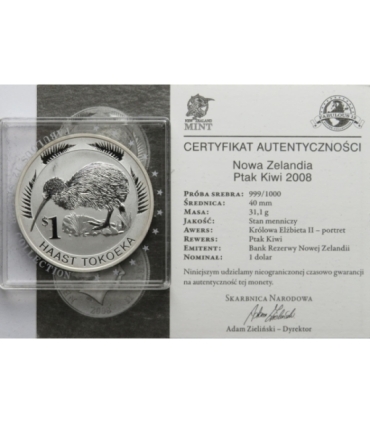 $1
HAAST TOKOEKA
COLLECTION
NEW ZEALAND
MINT
CERTYFIKAT AUTENTYCZNOŚCI
Nowa Zelandia
Ptak Kiwi 2008
PRÓBA SREBRA: 999/1000
ŚREDNICA: 40 mm
MASA: 31,1 g
JAKOŚĆ: Stan menniczy
AWERS: Królowa Elżbieta II – portret
REWERS: Ptak Kiwi
EMITENT: Bank Rezerwy Nowej Zelandii
NOMINAŁ: 1 dolar
Niniejszym udzielamy nieograniczonej czasowo gwarancji
na autentyczność tej monety.
SKARBNICA NARODOWA
Adam Zieliński – Dyrektor